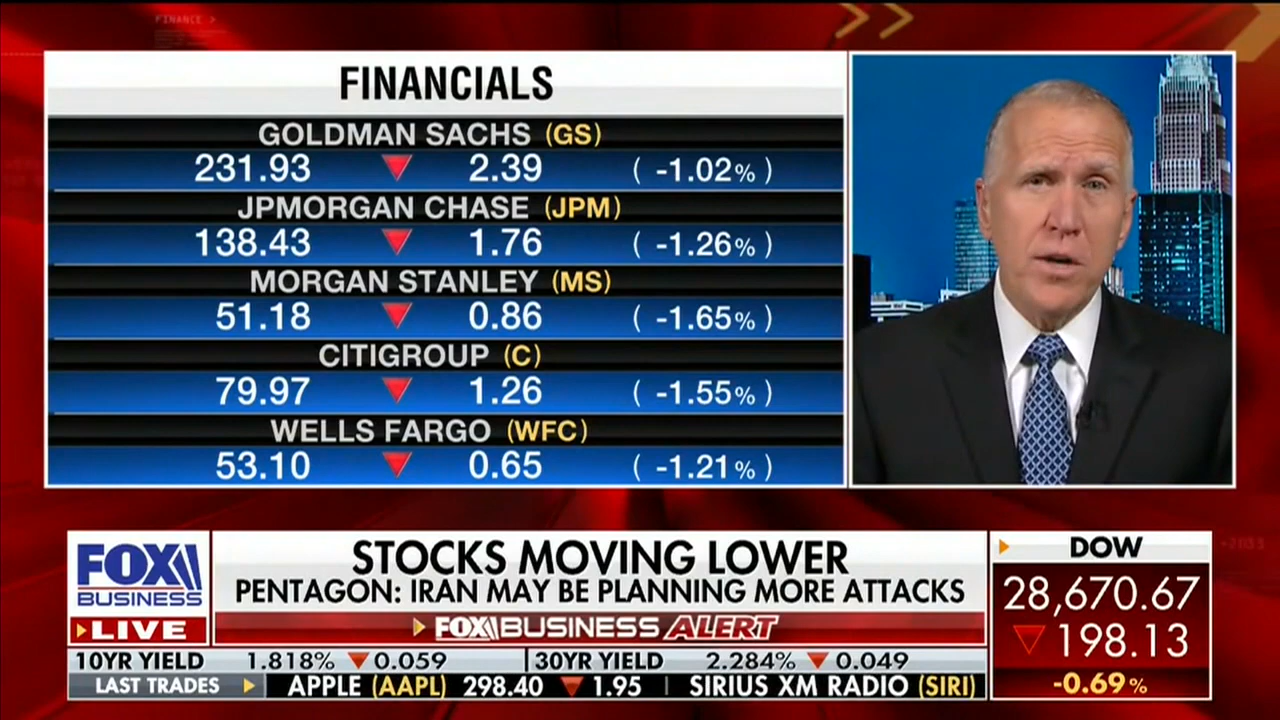 FINANCE >
FINANCIALS
GOLDMAN SACHS (GS)
231.93 ▼ 2.39 ( -1.02% )
JPMORGAN CHASE (JPM)
138.43 ▼ 1.76 ( -1.26% )
MORGAN STANLEY (MS)
51.18 ▼ 0.86 ( -1.65% )
CITIGROUP (C)
79.97 ▼ 1.26 ( -1.55% )
WELLS FARGO (WFC)
53.10 ▼ 0.65 ( -1.21% )
FOX
BUSINESS
LIVE
STOCKS MOVING LOWER
PENTAGON: IRAN MAY BE PLANNING MORE ATTACKS
FOX BUSINESS ALERT
DOW
28,670.67
▼ 198.13
-0.69%
10YR YIELD 1.818% ▼ 0.059 30YR YIELD 2.284% ▼ 0.049
LAST TRADES APPLE (AAPL) 298.40 ▼ 1.95 SIRIUS XM RADIO (SIRI)